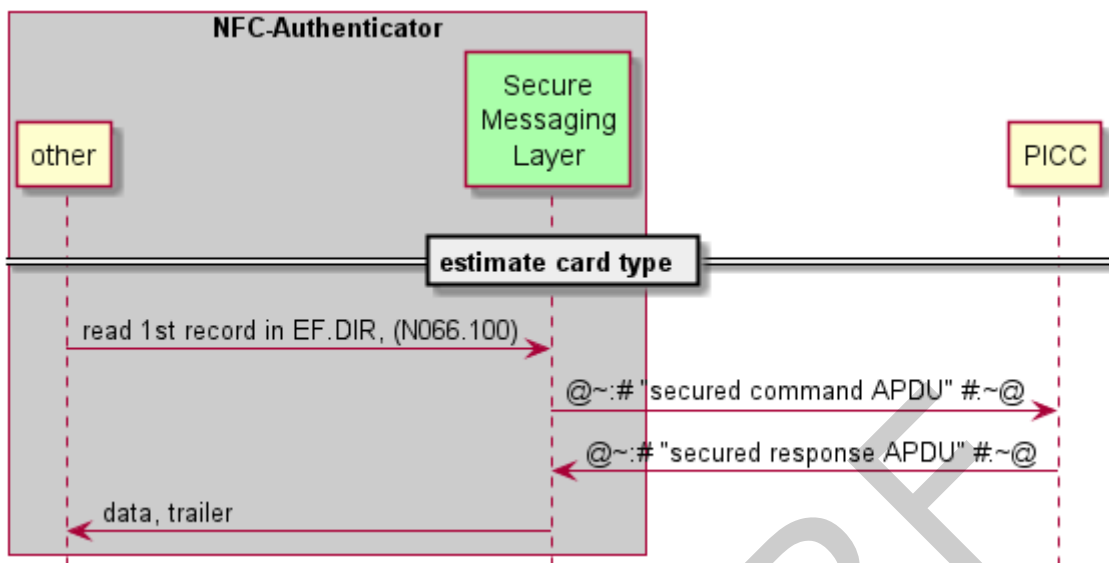 NFC-Authenticator
Secure
Messaging
Layer
other
PICC
estimate card type
read 1st record in EF.DIR, (N066.100)
@~:# "secured command APDU" #:~@
@~:# "secured response APDU" #:~@
data, trailer